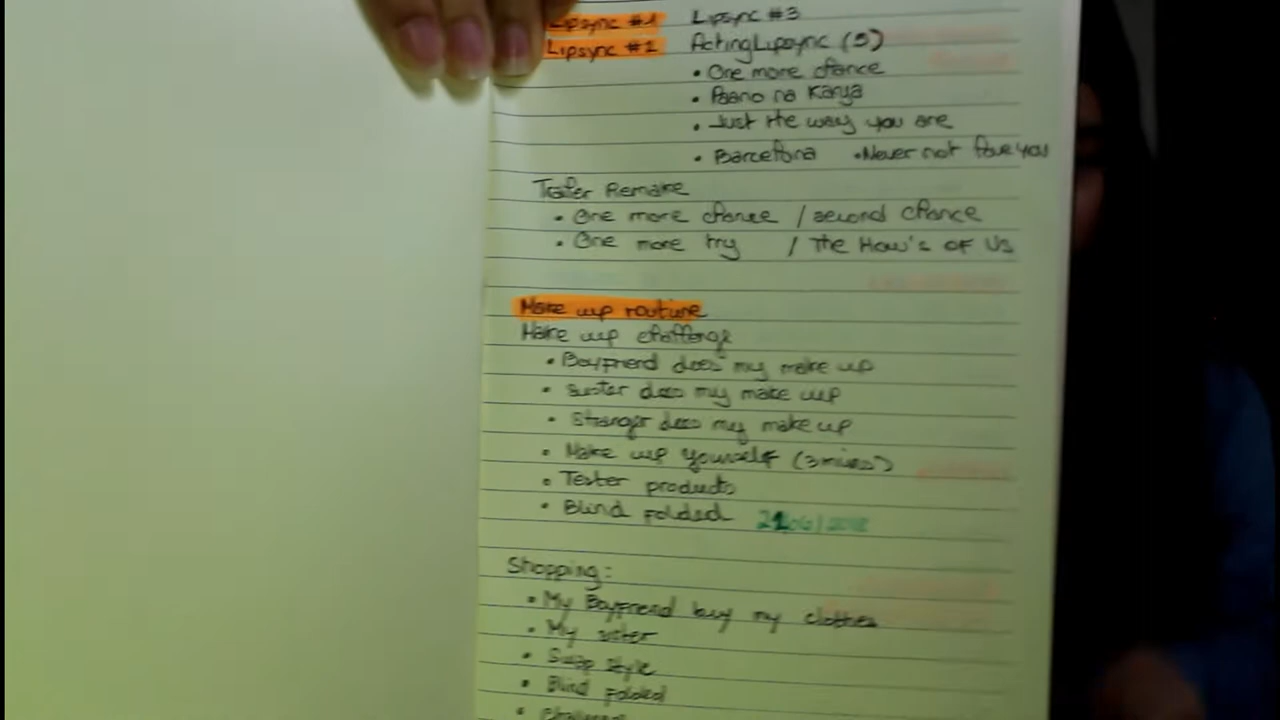 Lipsync #1 Lipsync #3
Lipsync #2 Acting Lipsync (5)
• One more chance
• Paano na Kanya
• Just the way you are
• Barcelona • Never not love you
Trailer Remake
• One more chance / second chance
• One more try / The How's of Us
Make up routine
Make up challenge
• Boyfriend does my make up
• Sister does my make up
• Stranger does my make up
• Make up yourself (3 mins)
• Tester products
• Blind Folded
Shopping:
• My Boyfriend buy my clothes
• My sister
• Swap style
• Blind Folded